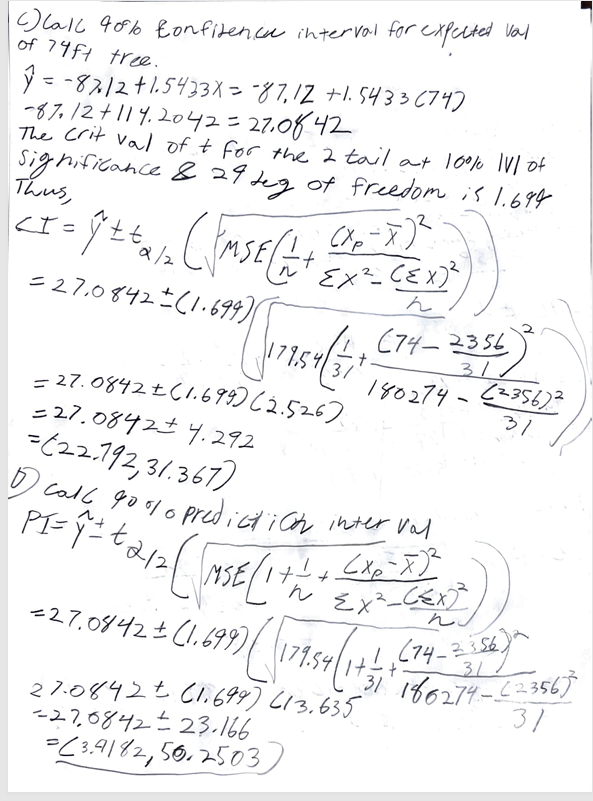 C) Calc 90% Confidence interval for expected val
of 74ft tree.
ŷ = -87.12 + 1.5433X = -87.12 + 1.5433(74)
-87.12 + 114.2042 = 27.0842
The crit val of t for the 2 tail at 10% lvl of
significance & 29 deg of freedom is 1.699
Thus,
CI = ŷ ± t α/2 (√MSE(1/n + (Xp - x̄)²/(Σx² - (Σx)²/n)))
= 27.0842 ± (1.699)(√179.54(1/31 + (74 - 2356/31)²/(180274 - (2356)²/31)))
= 27.0842 ± (1.699)(2.526)
= 27.0842 ± 4.292
= (22.792, 31.367)
D) Calc 90% prediction interval
PI = ŷ ± t α/2 (√MSE(1 + 1/n + (Xp - x̄)²/(Σx² - (Σx)²/n)))
= 27.0842 ± (1.699)(√179.54(1 + 1/31 + (74 - 2356/31)²/(180274 - (2356)²/31
27.0842 ± (1.699)(13.635
= 27.0842 ± 23.166
= (3.9182, 50.2503)